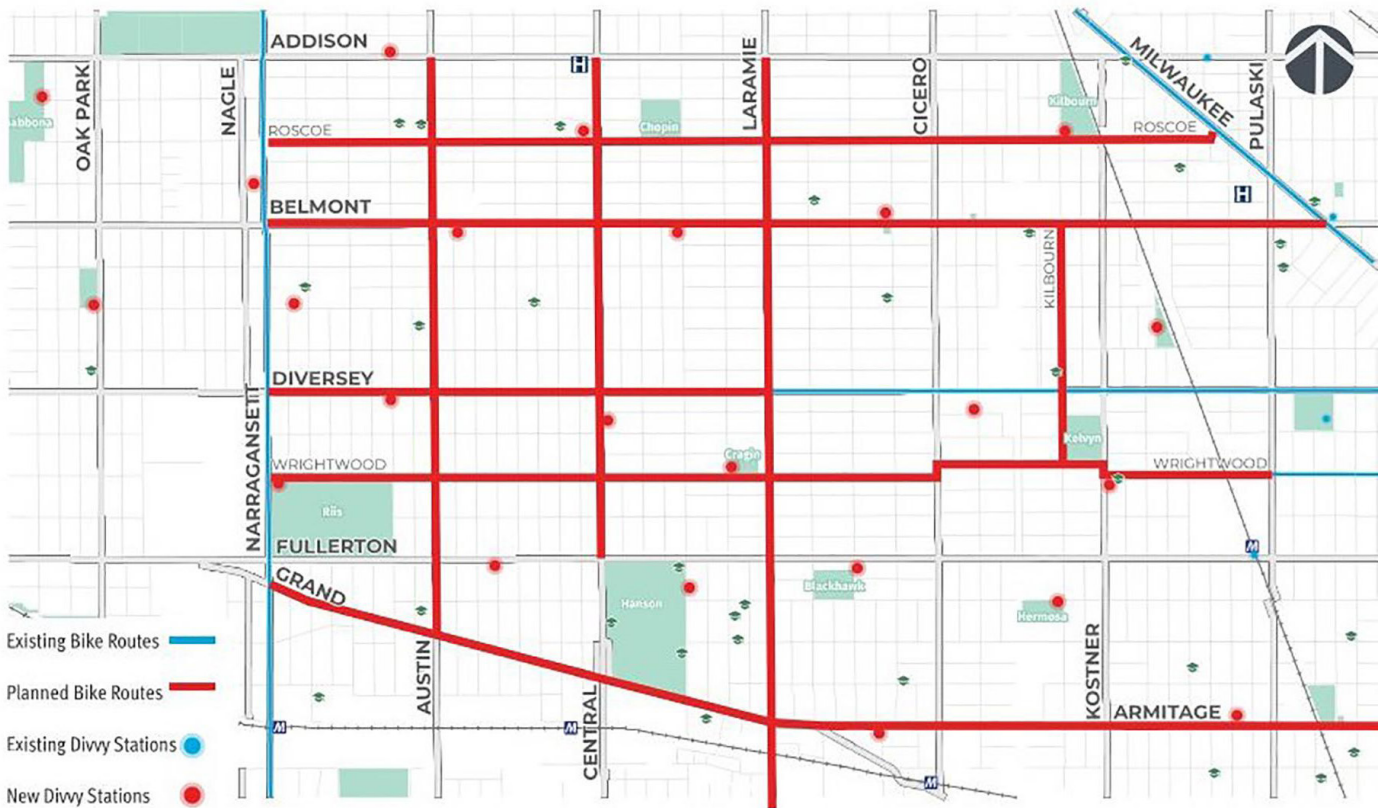 ADDISON
OAK PARK
NAGLE
H
LARAMIE
CICERO
MILWAUKEE
PULASKI
Chopin
Kilbourn
ROSCOE
ROSCOE
H
BELMONT
KILBOURN
DIVERSEY
NARRAGANSETT
WRIGHTWOOD
Cragin
Kelvyn
WRIGHTWOOD
Riis
FULLERTON
M
GRAND
Hanson
Blackhawk
Hermosa
Existing Bike Routes
Planned Bike Routes
AUSTIN
CENTRAL
KOSTNER
ARMITAGE
M
M
Existing Divvy Stations
M
New Divvy Stations